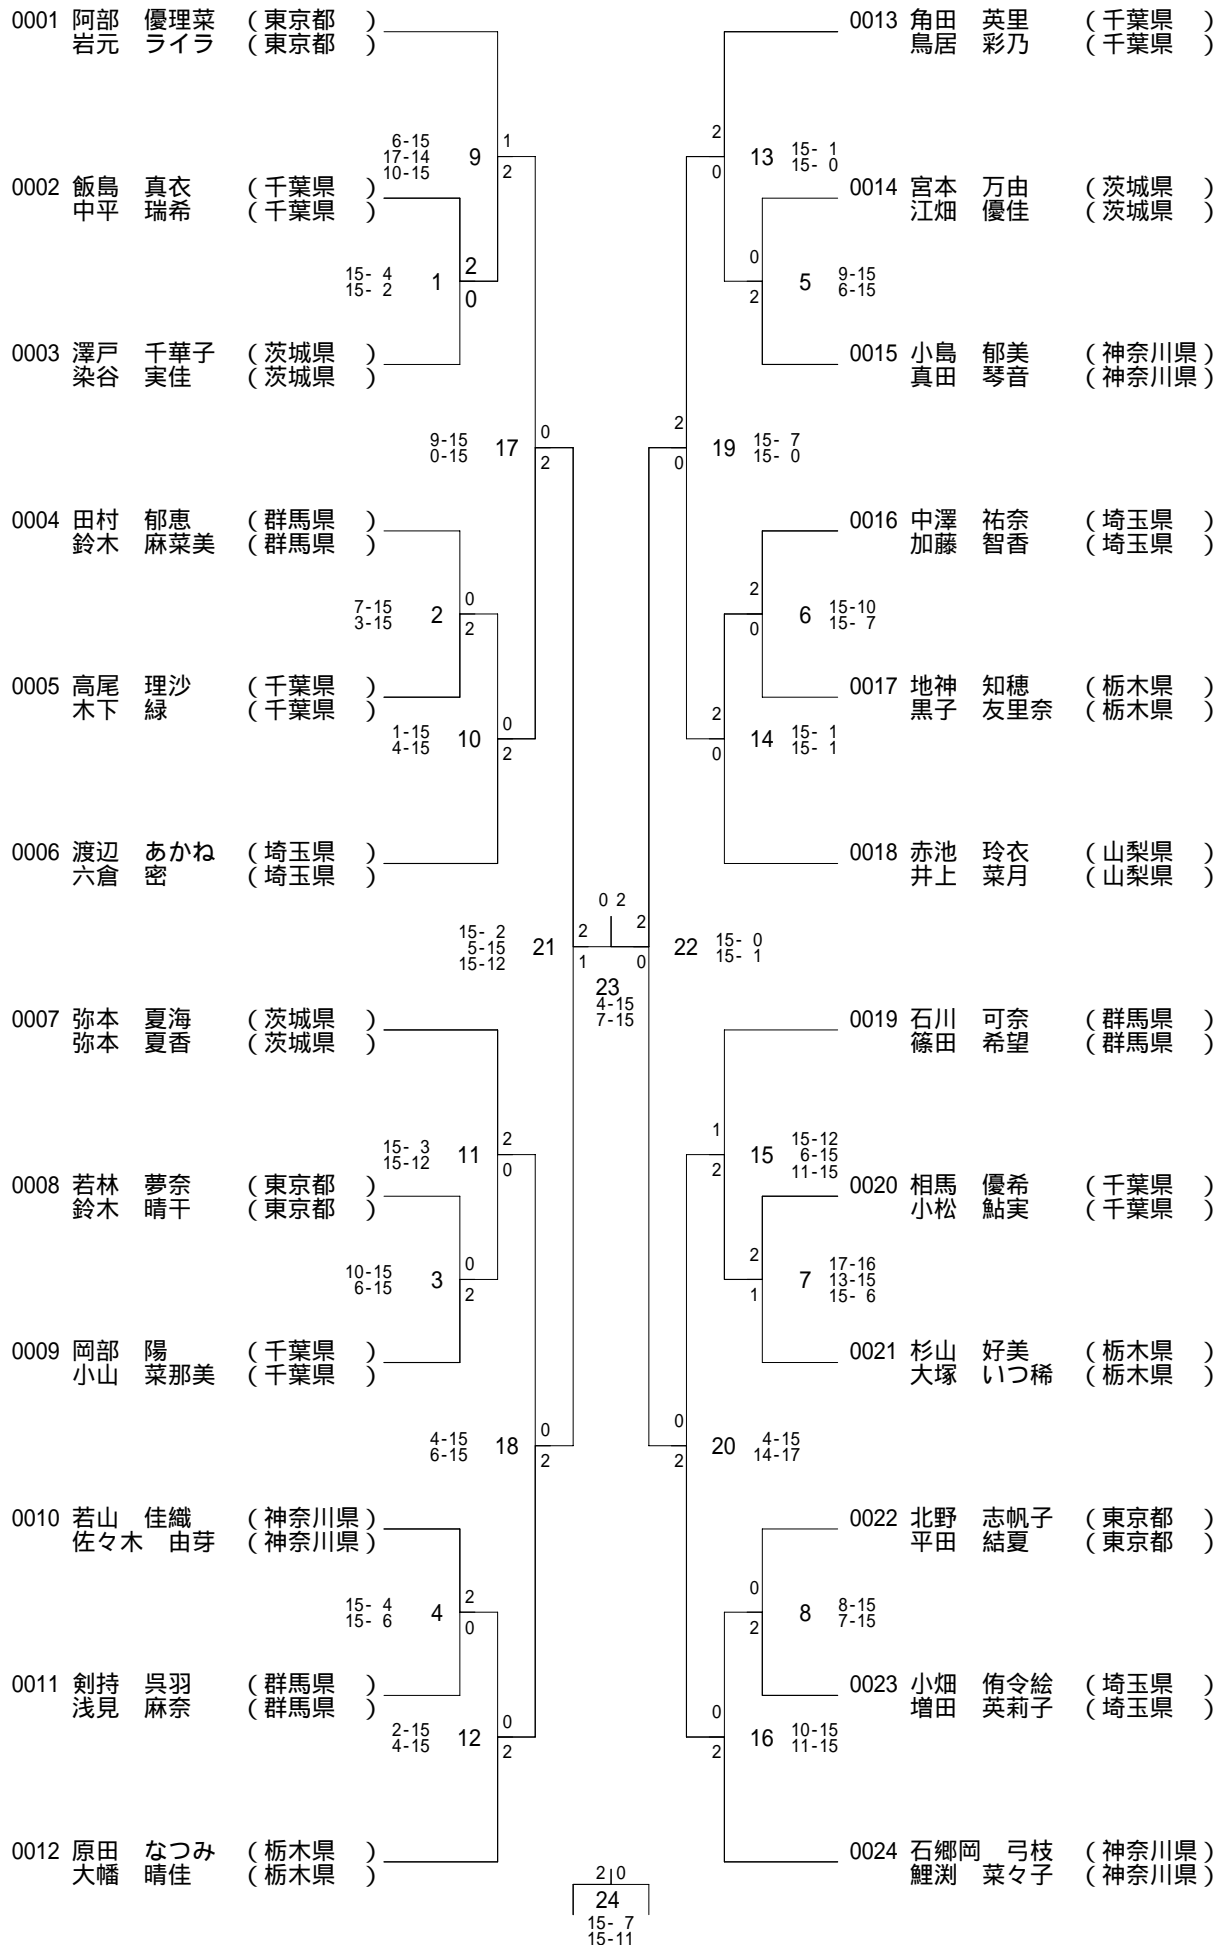 0001 阿部 優理菜 (東京都)
岩元 ライラ (東京都)
6-15
17-14
10-15
9
1
2
0002 飯島 真衣 (千葉県)
中平 瑞希 (千葉県)
15- 4
15- 2
1
2
0
0003 澤戸 千華子 (茨城県)
染谷 実佳 (茨城県)
9-15
0-15
17
0
2
0004 田村 郁恵 (群馬県)
鈴木 麻菜美 (群馬県)
7-15
3-15
2
0
2
0005 高尾 理沙 (千葉県)
木下 緑 (千葉県)
1-15
4-15
10
0
2
0006 渡辺 あかね (埼玉県)
六倉 密 (埼玉県)
15- 2
5-15
15-12
21
2
1
0007 弥本 夏海 (茨城県)
弥本 夏香 (茨城県)
15- 3
15-12
11
2
0
0008 若林 夢奈 (東京都)
鈴木 晴干 (東京都)
10-15
6-15
3
0
2
0009 岡部 陽 (千葉県)
小山 菜那美 (千葉県)
4-15
6-15
18
0
2
0010 若山 佳織 (神奈川県)
佐々木 由芽 (神奈川県)
15- 4
15- 6
4
2
0
0011 剣持 呉羽 (群馬県)
浅見 麻奈 (群馬県)
2-15
4-15
12
0
2
0012 原田 なつみ (栃木県)
大幡 晴佳 (栃木県)
0 2
23
4-15
7-15
2 0
24
15- 7
15-11
0013 角田 英里 (千葉県)
鳥居 彩乃 (千葉県)
2
0
13
15- 1
15- 0
0014 宮本 万由 (茨城県)
江畑 優佳 (茨城県)
0
2
5
9-15
6-15
0015 小島 郁美 (神奈川県)
真田 琴音 (神奈川県)
2
0
19
15- 7
15- 0
0016 中澤 祐奈 (埼玉県)
加藤 智香 (埼玉県)
2
0
6
15-10
15- 7
0017 地神 知穂 (栃木県)
黒子 友里奈 (栃木県)
2
0
14
15- 1
15- 1
0018 赤池 玲衣 (山梨県)
井上 菜月 (山梨県)
2
0
22
15- 0
15- 1
0019 石川 可奈 (群馬県)
篠田 希望 (群馬県)
1
2
15
15-12
6-15
11-15
0020 相馬 優希 (千葉県)
小松 鮎実 (千葉県)
2
1
7
17-16
13-15
15- 6
0021 杉山 好美 (栃木県)
大塚 いつ稀 (栃木県)
0
2
20
4-15
14-17
0022 北野 志帆子 (東京都)
平田 結夏 (東京都)
0
2
8
8-15
7-15
0023 小畑 侑令絵 (埼玉県)
増田 英莉子 (埼玉県)
0
2
16
10-15
11-15
0024 石郷岡 弓枝 (神奈川県)
鯉渕 菜々子 (神奈川県)